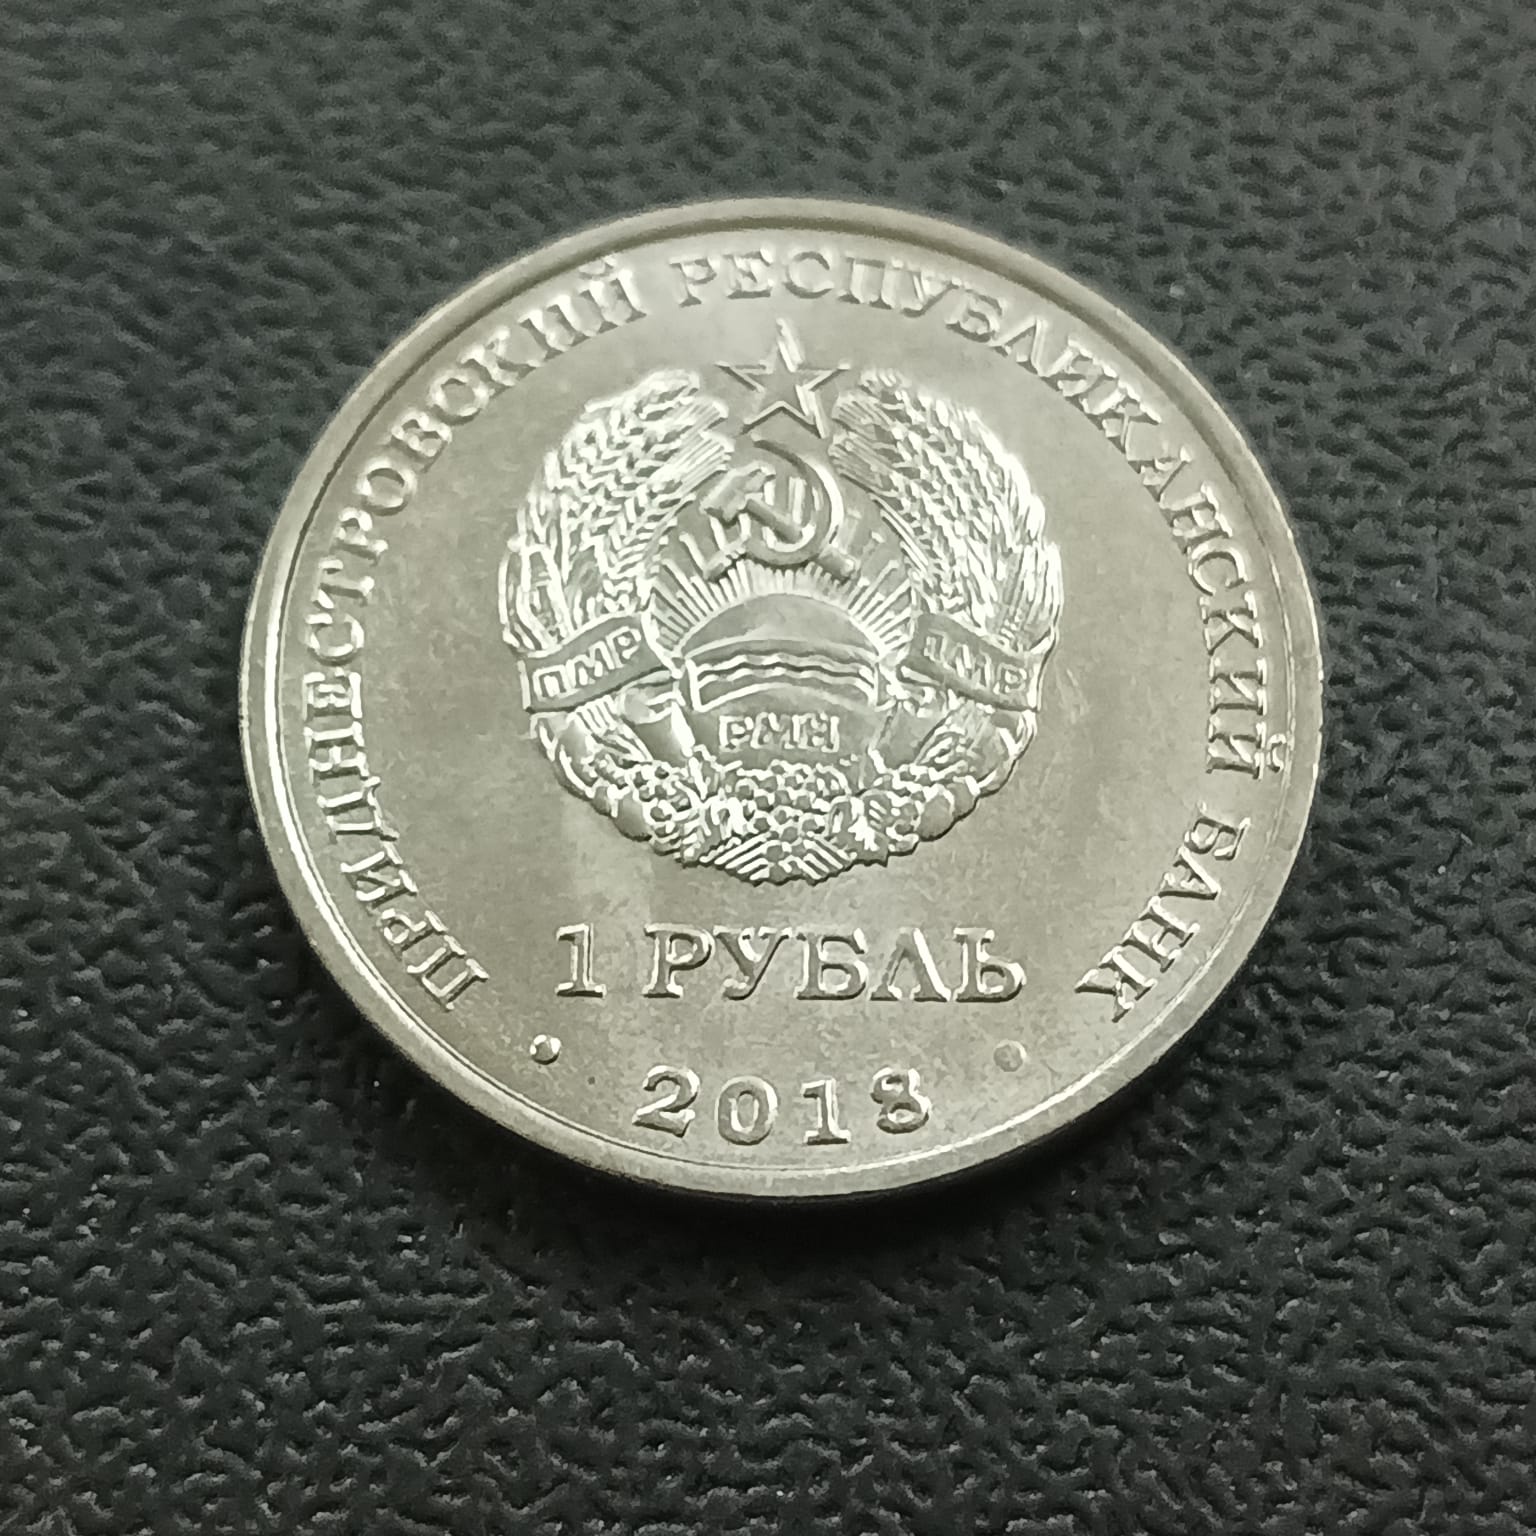 ПРИДНЕСТРОВСКИЙ РЕСПУБЛИКАНСКИЙ БАНК
ПМР
ПМР
РМН
1 РУБЛЬ
• 2018 •